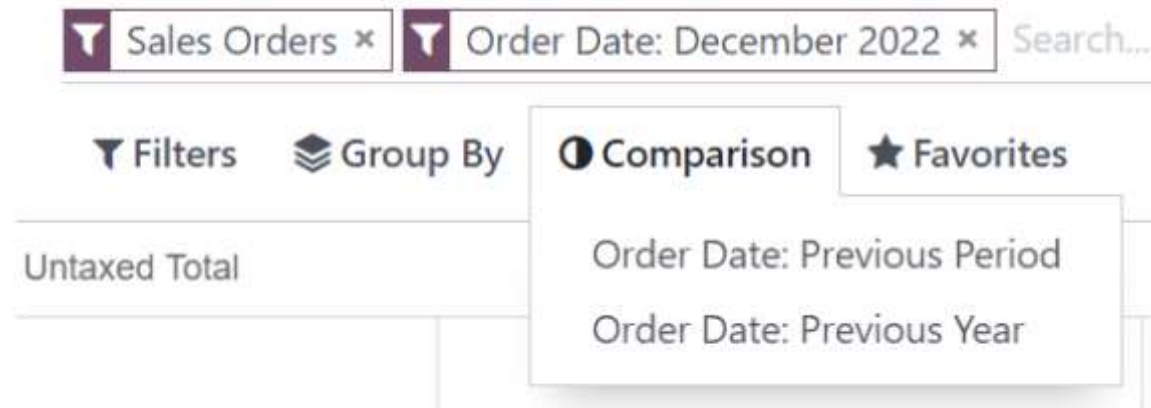 Sales Orders × Order Date: December 2022 × Search...
Filters Group By Comparison Favorites
Order Date: Previous Period
Untaxed Total
Order Date: Previous Year